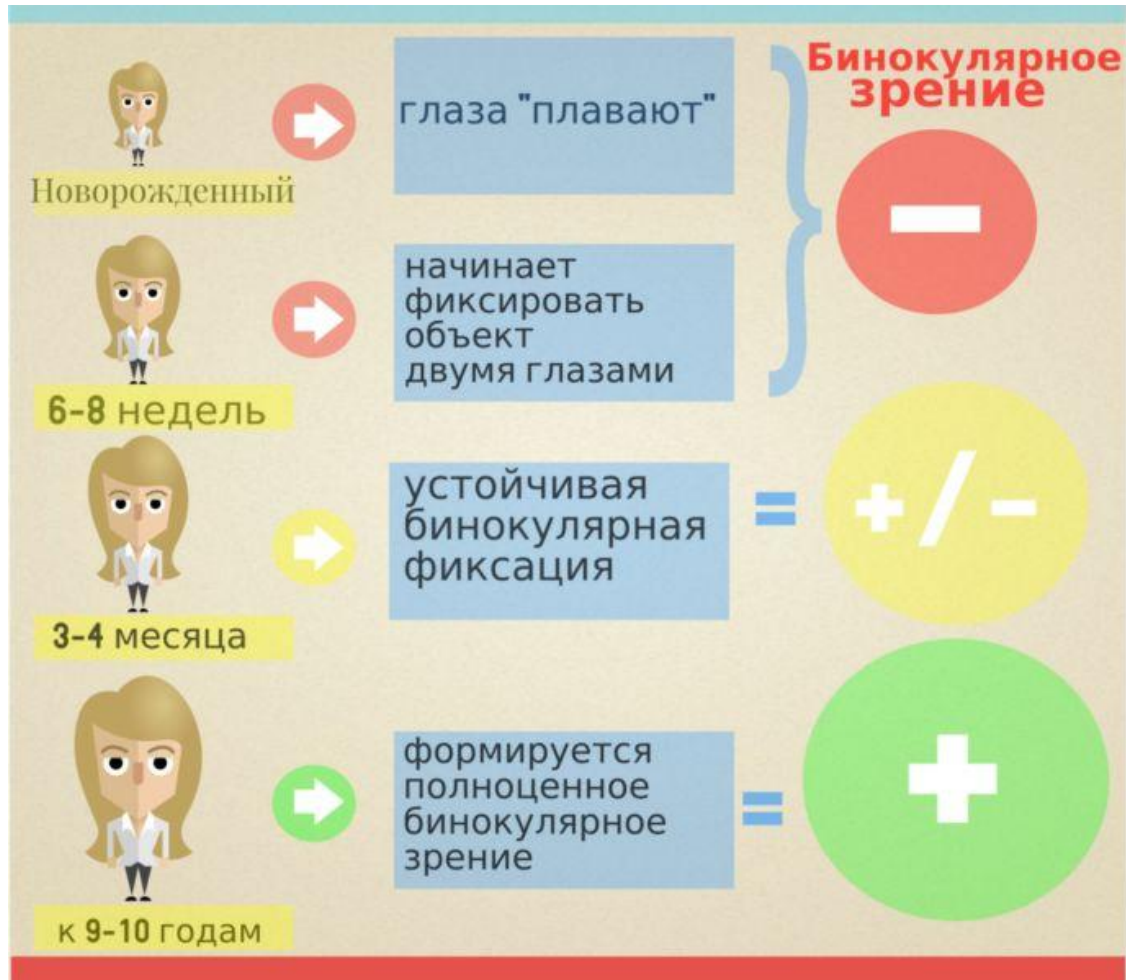 Бинокулярное
зрение
глаза "плавают"
Новорожденный
начинает
фиксировать
объект
двумя глазами
6-8 недель
устойчивая
бинокулярная
фиксация
=
+/-
3-4 месяца
формируется
полноценное
бинокулярное
зрение
=
+
к 9-10 годам